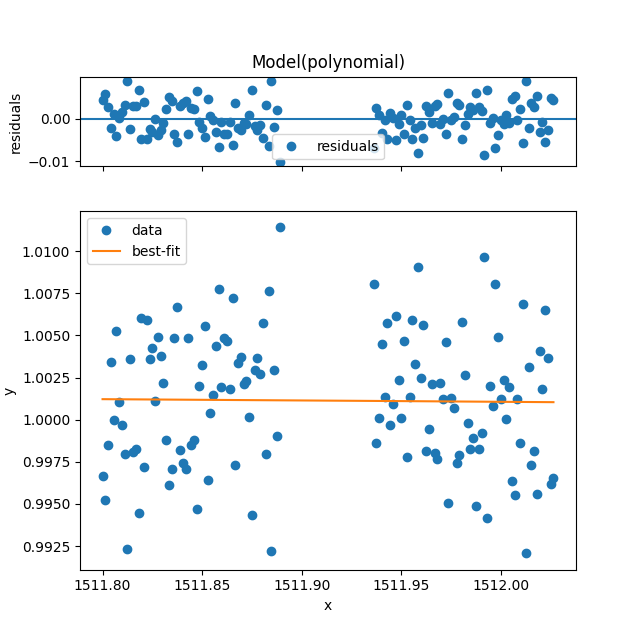 Model(polynomial)
residuals
0.00
−0.01
residuals
data
best-fit
y
1.0100
1.0075
1.0050
1.0025
1.0000
0.9975
0.9950
0.9925
1511.80 1511.85 1511.90 1511.95 1512.00
x